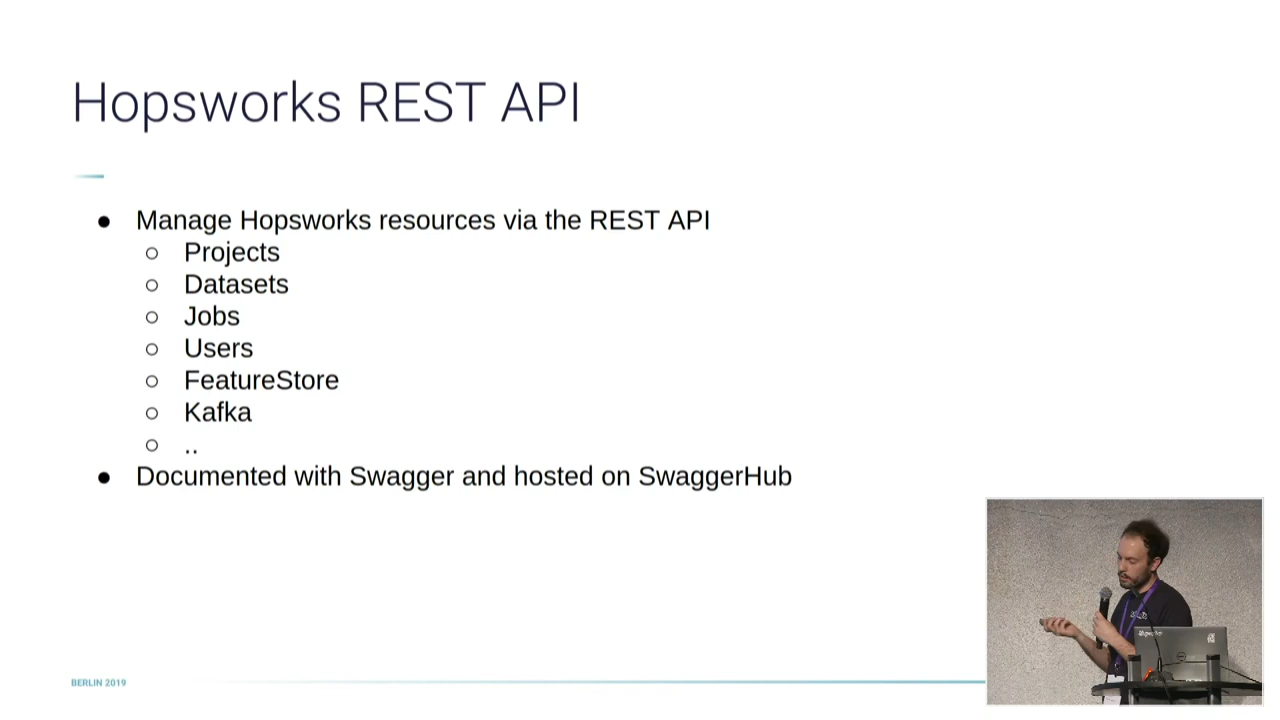 Hopsworks REST API
● Manage Hopsworks resources via the REST API
○ Projects
○ Datasets
○ Jobs
○ Users
○ FeatureStore
○ Kafka
○ ..
● Documented with Swagger and hosted on SwaggerHub
BERLIN 2019